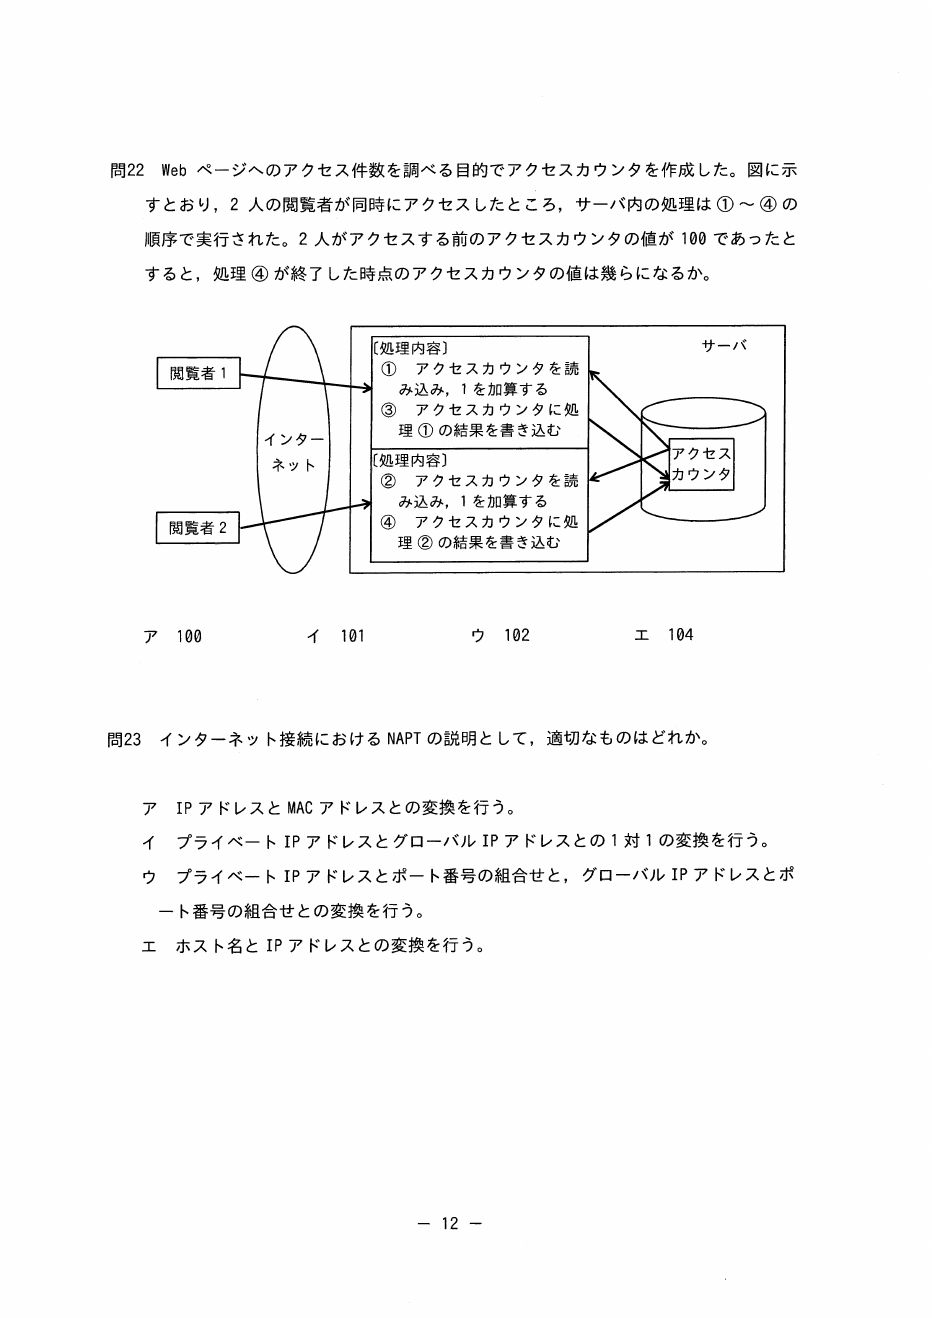 問22　Web ページへのアクセス件数を調べる目的でアクセスカウンタを作成した。図に示
すとおり，2 人の閲覧者が同時にアクセスしたところ，サーバ内の処理は ① ～ ④ の
順序で実行された。2 人がアクセスする前のアクセスカウンタの値が 100 であったと
すると，処理 ④ が終了した時点のアクセスカウンタの値は幾らになるか。
サーバ
閲覧者 1
インター
ネット
閲覧者 2
〔処理内容〕
①　アクセスカウンタを読
み込み，1 を加算する
③　アクセスカウンタに処
理 ① の結果を書き込む
〔処理内容〕
②　アクセスカウンタを読
み込み，1 を加算する
④　アクセスカウンタに処
理 ② の結果を書き込む
アクセス
カウンタ
ア　100　イ　101　ウ　102　エ　104
問23　インターネット接続における NAPT の説明として，適切なものはどれか。
ア　IP アドレスと MAC アドレスとの変換を行う。
イ　プライベート IP アドレスとグローバル IP アドレスとの 1 対 1 の変換を行う。
ウ　プライベート IP アドレスとポート番号の組合せと，グローバル IP アドレスとポ
ート番号の組合せとの変換を行う。
エ　ホスト名と IP アドレスとの変換を行う。
－ 12 －